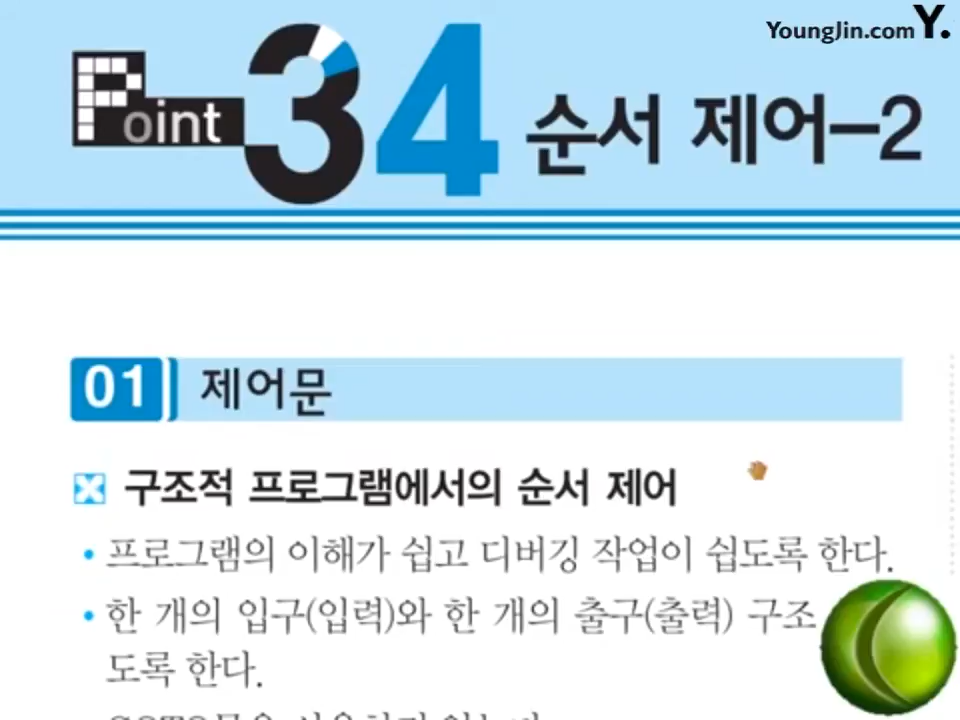 YoungJin.com Y.
Point 34 순서 제어-2
01 제어문
구조적 프로그램에서의 순서 제어
• 프로그램의 이해가 쉽고 디버깅 작업이 쉽도록 한다.
• 한 개의 입구(입력)와 한 개의 출구(출력) 구조
도록 한다.